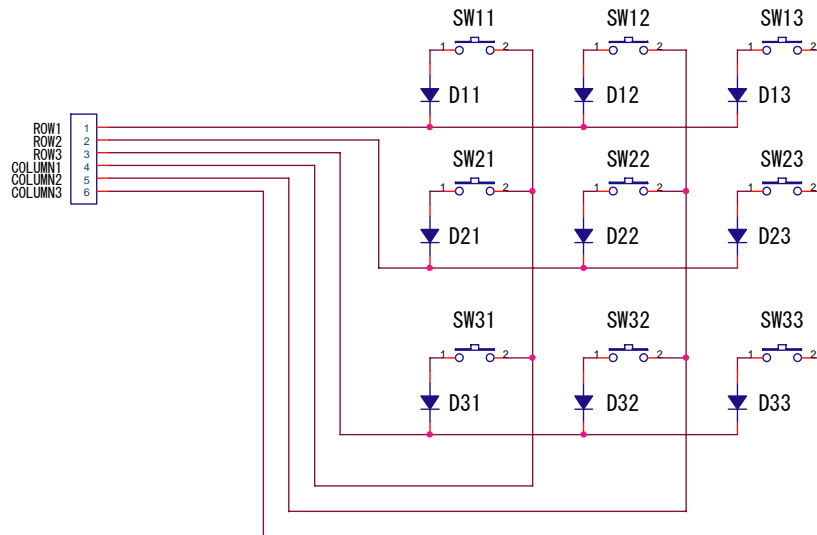 SW11 SW12 SW13
1 2 1 2 1 2
D11 D12 D13
ROW1 1
ROW2 2
ROW3 3
COLUMN1 4
COLUMN2 5
COLUMN3 6
SW21 SW22 SW23
1 2 1 2 1 2
D21 D22 D23
SW31 SW32 SW33
1 2 1 2 1 2
D31 D32 D33